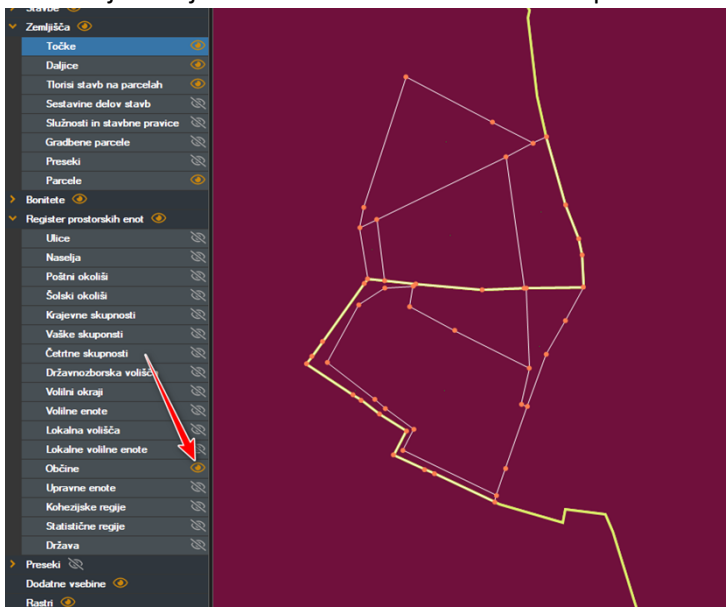 Zemljišča
Točke
Daljice
Tlorisi stavb na parcelah
Sestavine delov stavb
Služnosti in stavbne pravice
Gradbene parcele
Preseki
Parcele
Bonitete
Register prostorskih enot
Ulice
Naselja
Poštni okoliši
Šolski okoliši
Krajevne skupnosti
Vaške skuponsti
Četrtne skupnosti
Državnozborska volišča
Volilni okraji
Volilne enote
Lokalna volišča
Lokalne volilne enote
Občine
Upravne enote
Kohezijske regije
Statistične regije
Država
Preseki
Dodatne vsebine
Rastri